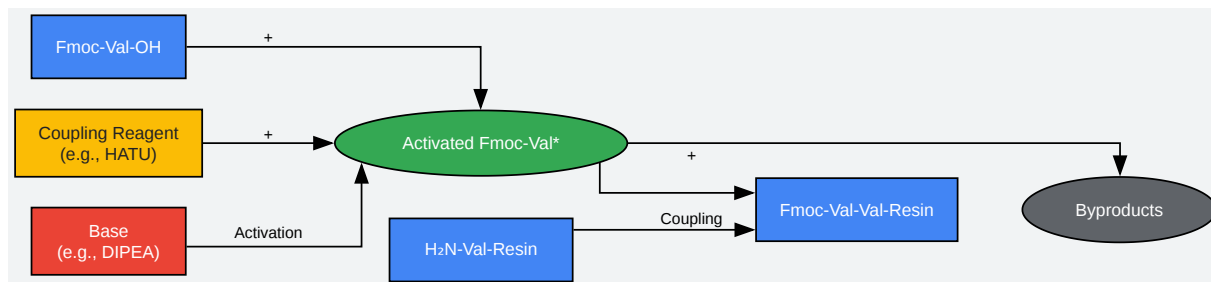 Fmoc-Val-OH
+
Coupling Reagent
(e.g., HATU)
+
Activated Fmoc-Val*
+
Base
(e.g., DIPEA)
Activation
H₂N-Val-Resin
Coupling
Fmoc-Val-Val-Resin
Byproducts